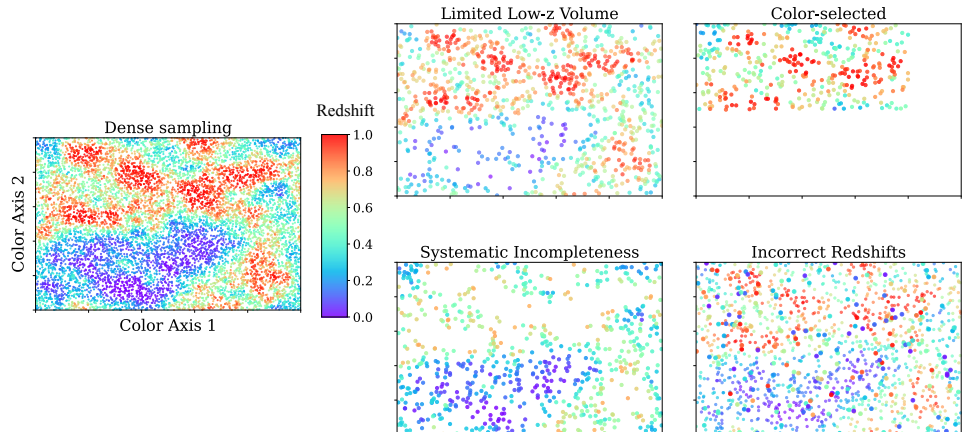 Limited Low-z Volume
Color-selected
Redshift
Dense sampling
1.0
0.8
0.6
0.4
0.2
0.0
Color Axis 2
Color Axis 1
Systematic Incompleteness
Incorrect Redshifts